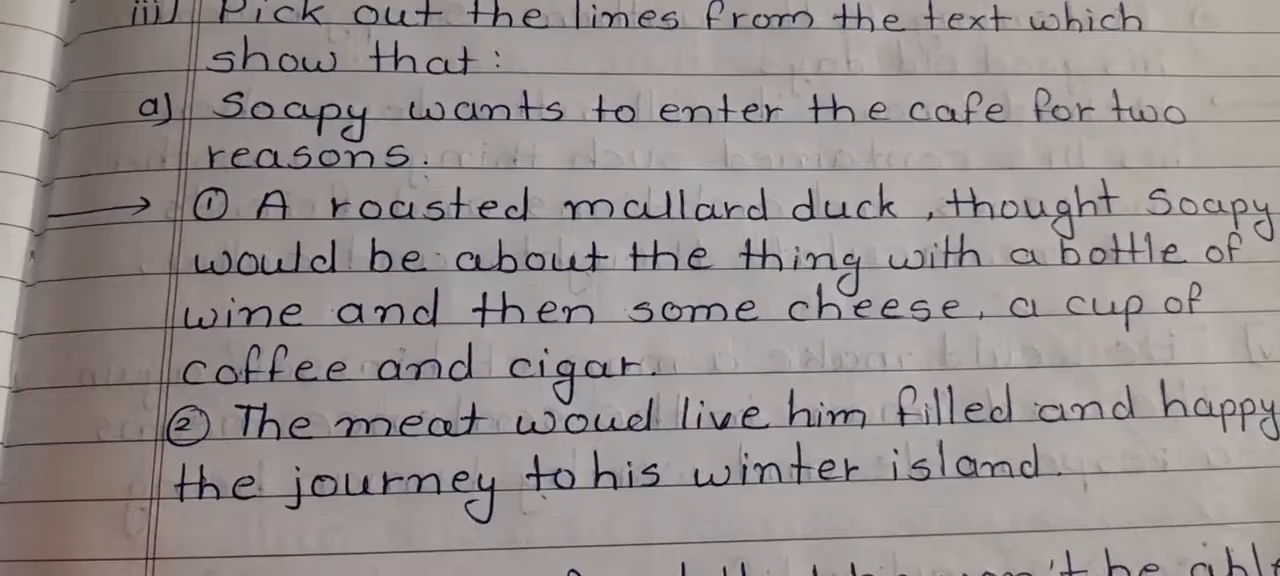 iii) Pick out the lines from the text which
show that:
a) Soapy wants to enter the cafe for two
reasons.
→ ① A roasted mallard duck, thought Soapy
would be about the thing with a bottle of
wine and then some cheese, a cup of
coffee and cigar.
② The meat woud live him filled and happy
the journey to his winter island.
't be abl